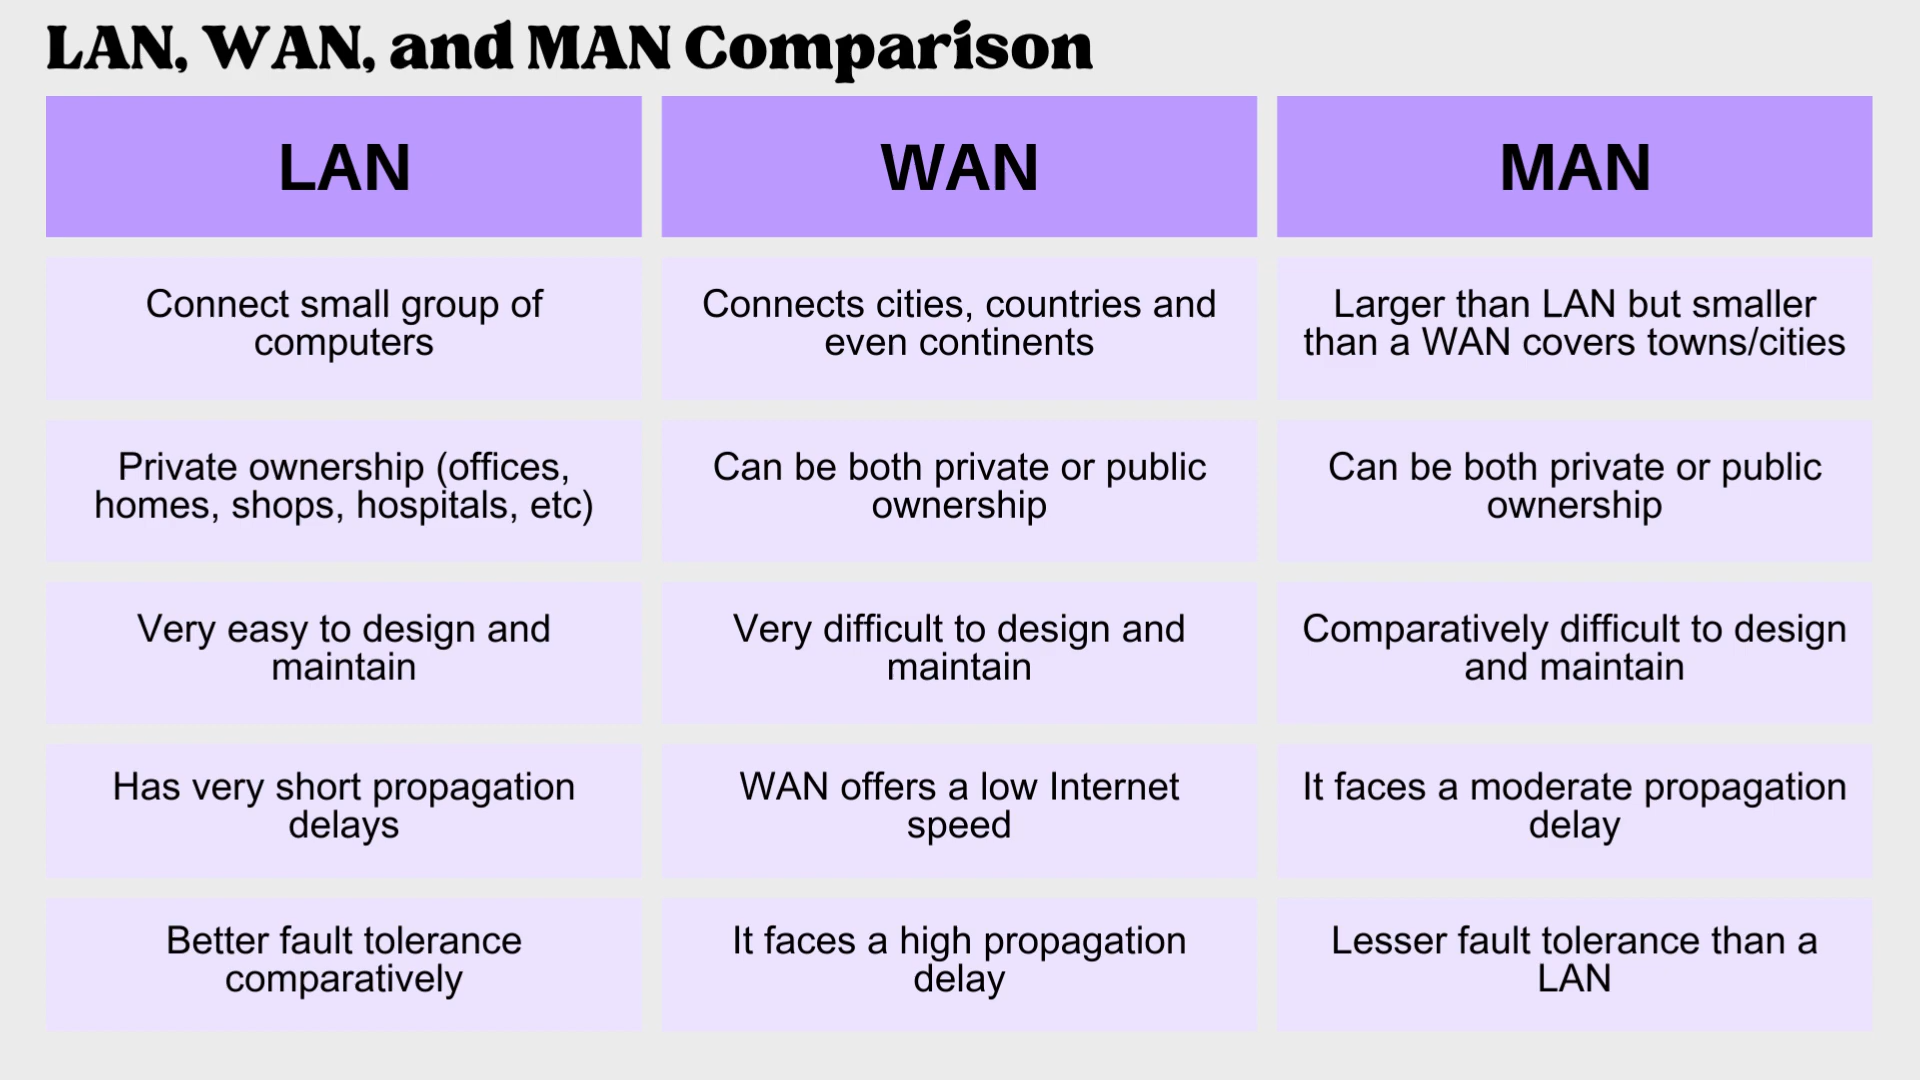 LAN, WAN, and MAN Comparison
LAN
WAN
MAN
Connect small group of
computers
Connects cities, countries and
even continents
Larger than LAN but smaller
than a WAN covers towns/cities
Private ownership (offices,
homes, shops, hospitals, etc)
Can be both private or public
ownership
Can be both private or public
ownership
Very easy to design and
maintain
Very difficult to design and
maintain
Comparatively difficult to design
and maintain
Has very short propagation
delays
WAN offers a low Internet
speed
It faces a moderate propagation
delay
Better fault tolerance
comparatively
It faces a high propagation
delay
Lesser fault tolerance than a
LAN